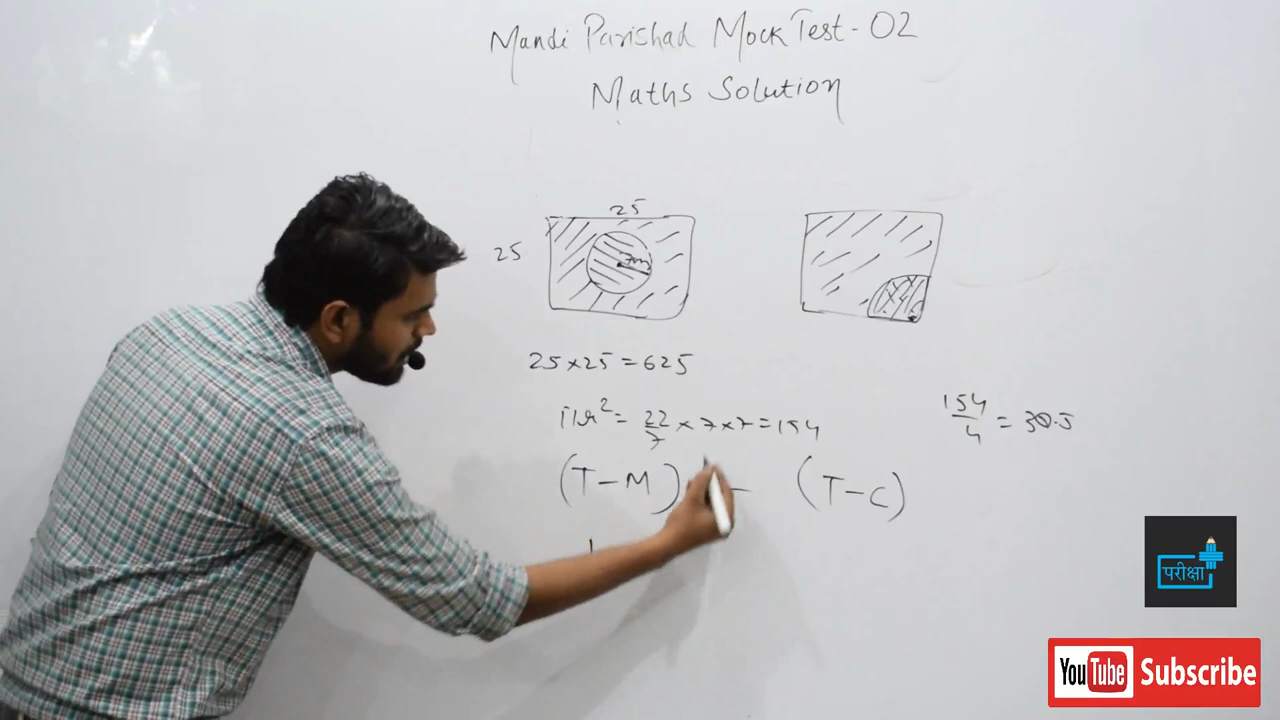 Mandi Parishad Mock Test - 02
Maths Solution
25
25
7m
25 × 25 = 625
πr² = 22/7 × 7 × 7 = 154
154/4 = 38.5
(T - M) - (T - C)
परीक्षा
YouTube Subscribe